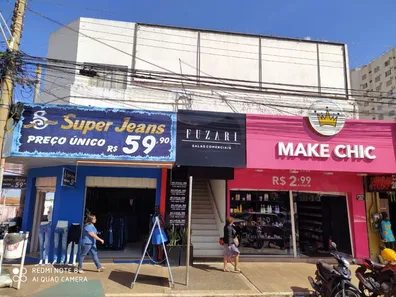 Super Jeans
PREÇO ÚNICO R$ 59,90
FUZARI
SALAS COMERCIAIS
MAKE CHIC
R$ 2,99
REDMI NOTE 8
AI QUAD CAMERA